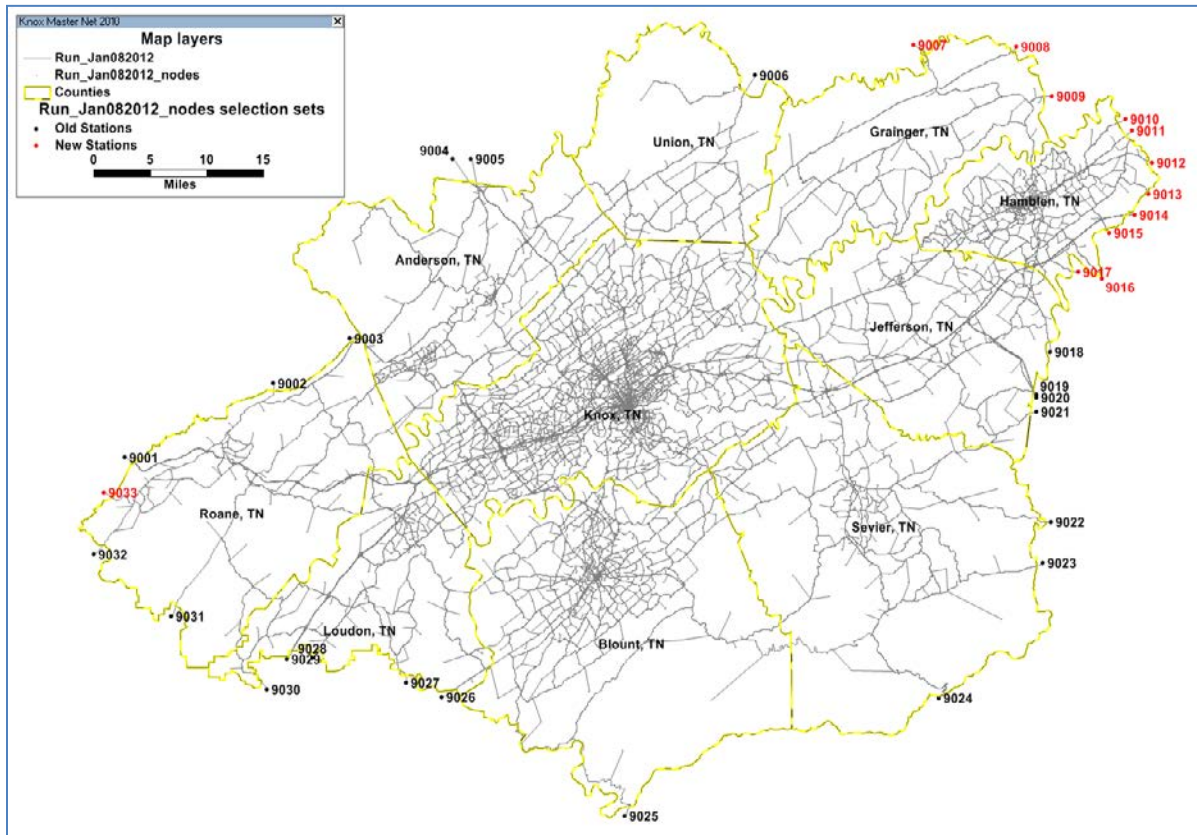 Knox Master Net 2010
X
Map layers
Run_Jan082012
Run_Jan082012_nodes
Counties
Run_Jan082012_nodes selection sets
Old Stations
New Stations
0 5 10 15
Miles
9007
9008
9006
9009
9010
9011
Grainger, TN
Union, TN
9004
9005
9012
9013
Hamblen, TN
9014
9015
Anderson, TN
9017
9016
Jefferson, TN
9003
9018
9002
9019
9020
9021
Knox, TN
9001
9033
Roane, TN
9022
Sevier, TN
9032
9023
9031
Loudon, TN
Blount, TN
9028
9029
9030
9027
9026
9024
9025